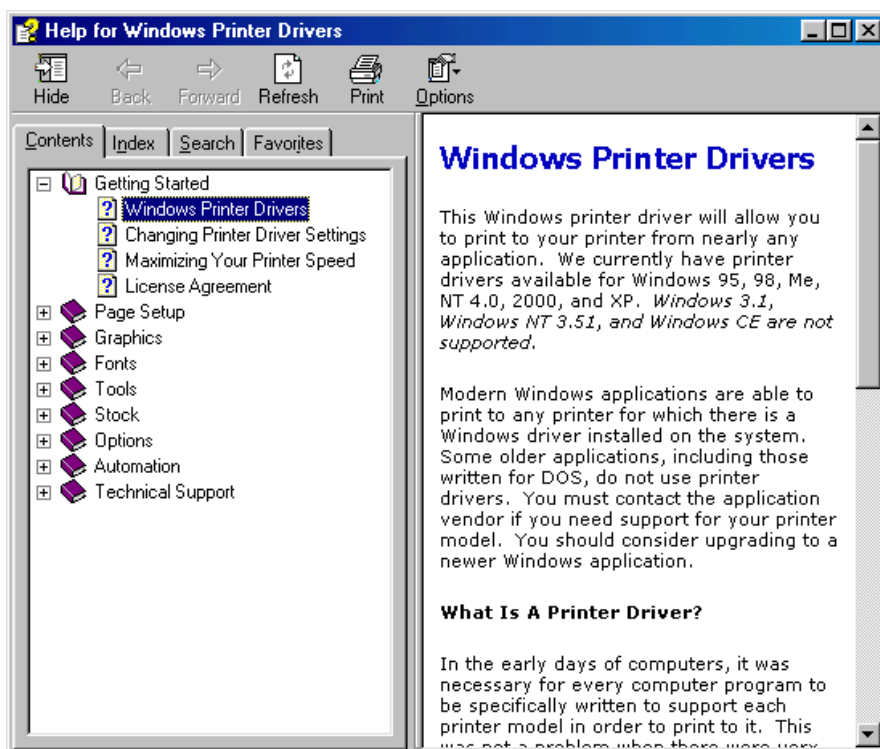 Help for Windows Printer Drivers
Hide Back Forward Refresh Print Options
Contents Index Search Favorites
Getting Started
Windows Printer Drivers
Changing Printer Driver Settings
Maximizing Your Printer Speed
License Agreement
Page Setup
Graphics
Fonts
Tools
Stock
Options
Automation
Technical Support
Windows Printer Drivers
This Windows printer driver will allow you
to print to your printer from nearly any
application.  We currently have printer
drivers available for Windows 95, 98, Me,
NT 4.0, 2000, and XP. Windows 3.1,
Windows NT 3.51, and Windows CE are not
supported.
Modern Windows applications are able to
print to any printer for which there is a
Windows driver installed on the system.
Some older applications, including those
written for DOS, do not use printer
drivers.  You must contact the application
vendor if you need support for your printer
model.  You should consider upgrading to a
newer Windows application.
What Is A Printer Driver?
In the early days of computers, it was
necessary for every computer program to
be specifically written to support each
printer model in order to print to it.  This
was not a problem when there were very